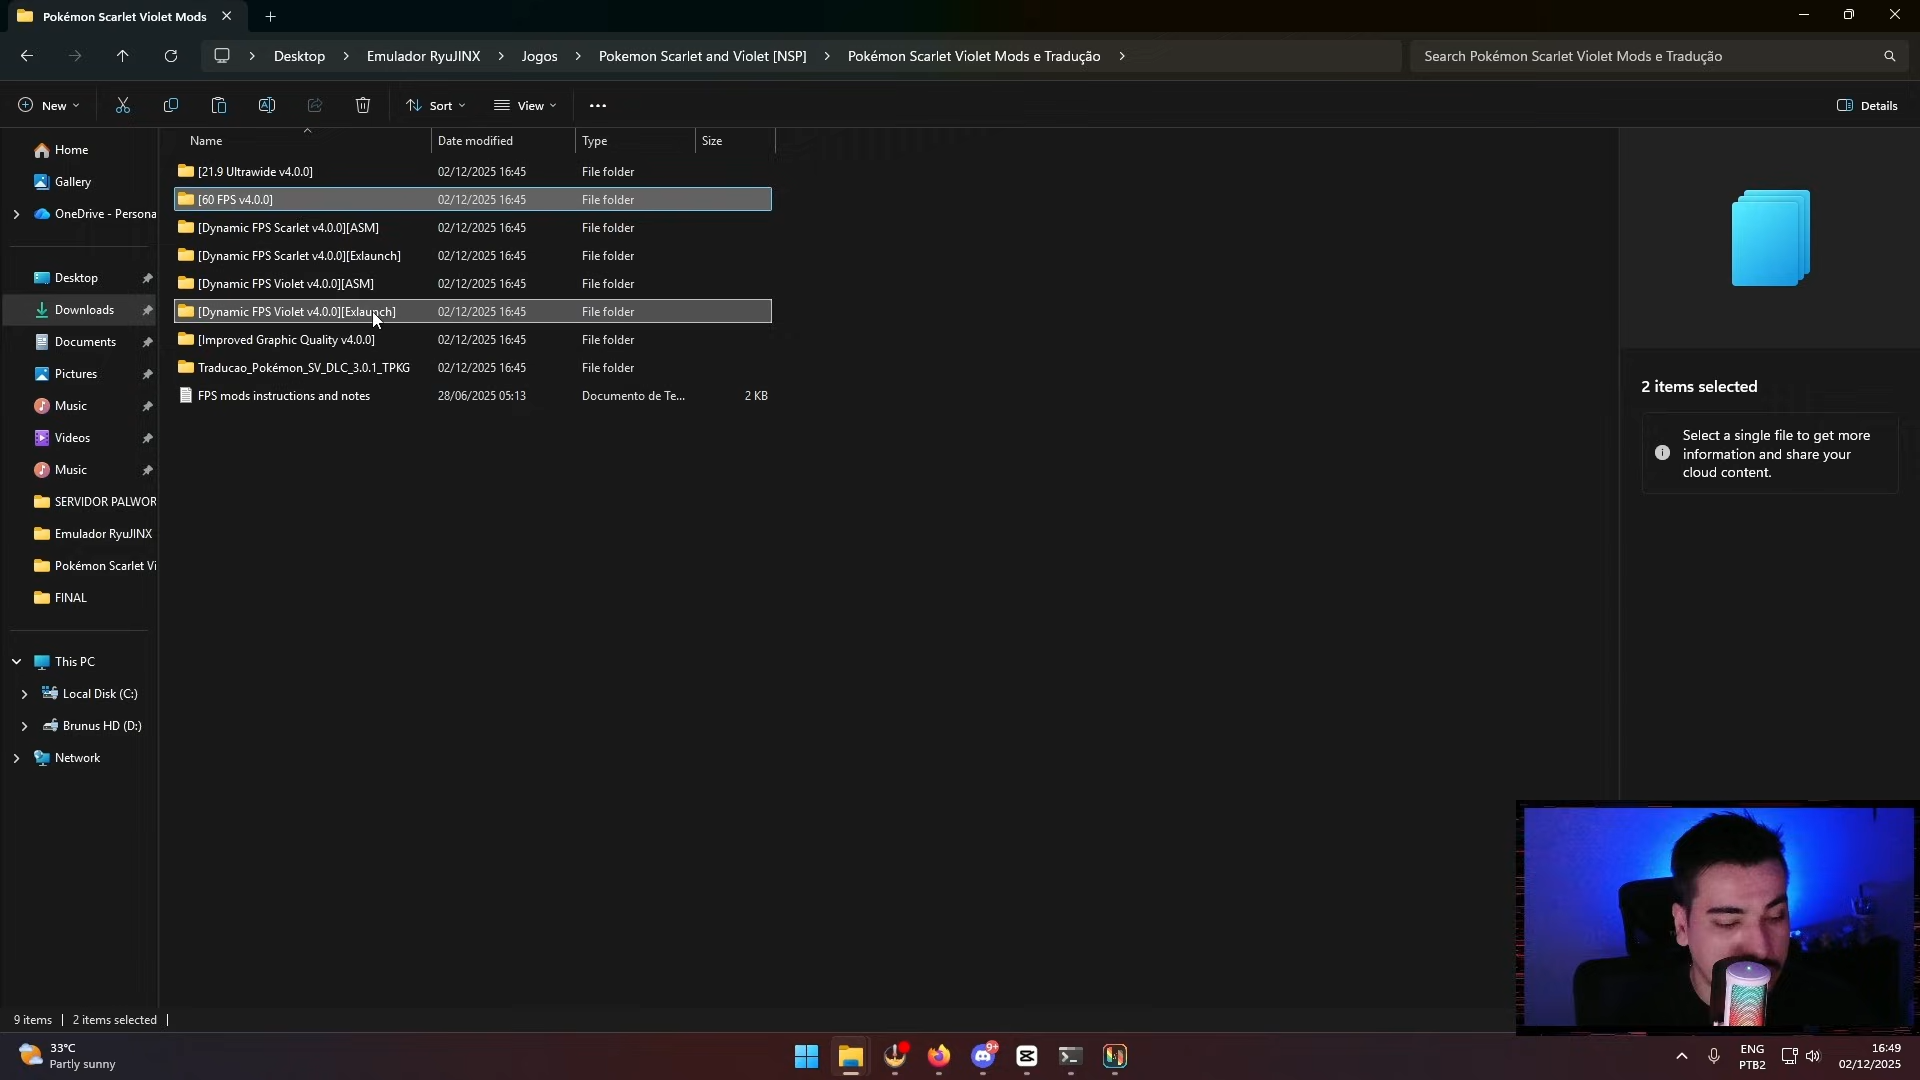 Pokémon Scarlet Violet Mods
Desktop
Emulador RyuJINX
Jogos
Pokemon Scarlet and Violet [NSP]
Pokémon Scarlet Violet Mods e Tradução
Search Pokémon Scarlet Violet Mods e Tradução
New
Sort
View
Details
Home
Gallery
OneDrive - Persona
Desktop
Downloads
Documents
Pictures
Music
Videos
Music
SERVIDOR PALWOR
Emulador RyuJINX
Pokémon Scarlet Vi
FINAL
This PC
Local Disk (C:)
Brunus HD (D:)
Network
Name Date modified Type Size
[21.9 Ultrawide v4.0.0] 02/12/2025 16:45 File folder
[60 FPS v4.0.0] 02/12/2025 16:45 File folder
[Dynamic FPS Scarlet v4.0.0][ASM] 02/12/2025 16:45 File folder
[Dynamic FPS Scarlet v4.0.0][Exlaunch] 02/12/2025 16:45 File folder
[Dynamic FPS Violet v4.0.0][ASM] 02/12/2025 16:45 File folder
[Dynamic FPS Violet v4.0.0][Exlaunch] 02/12/2025 16:45 File folder
[Improved Graphic Quality v4.0.0] 02/12/2025 16:45 File folder
Traducao_Pokémon_SV_DLC_3.0.1_TPKG 02/12/2025 16:45 File folder
FPS mods instructions and notes 28/06/2025 05:13 Documento de Te... 2 KB
2 items selected
Select a single file to get more
information and share your
cloud content.
9 items
2 items selected
33°C
Partly sunny
9+
ENG
PTB2
16:49
02/12/2025